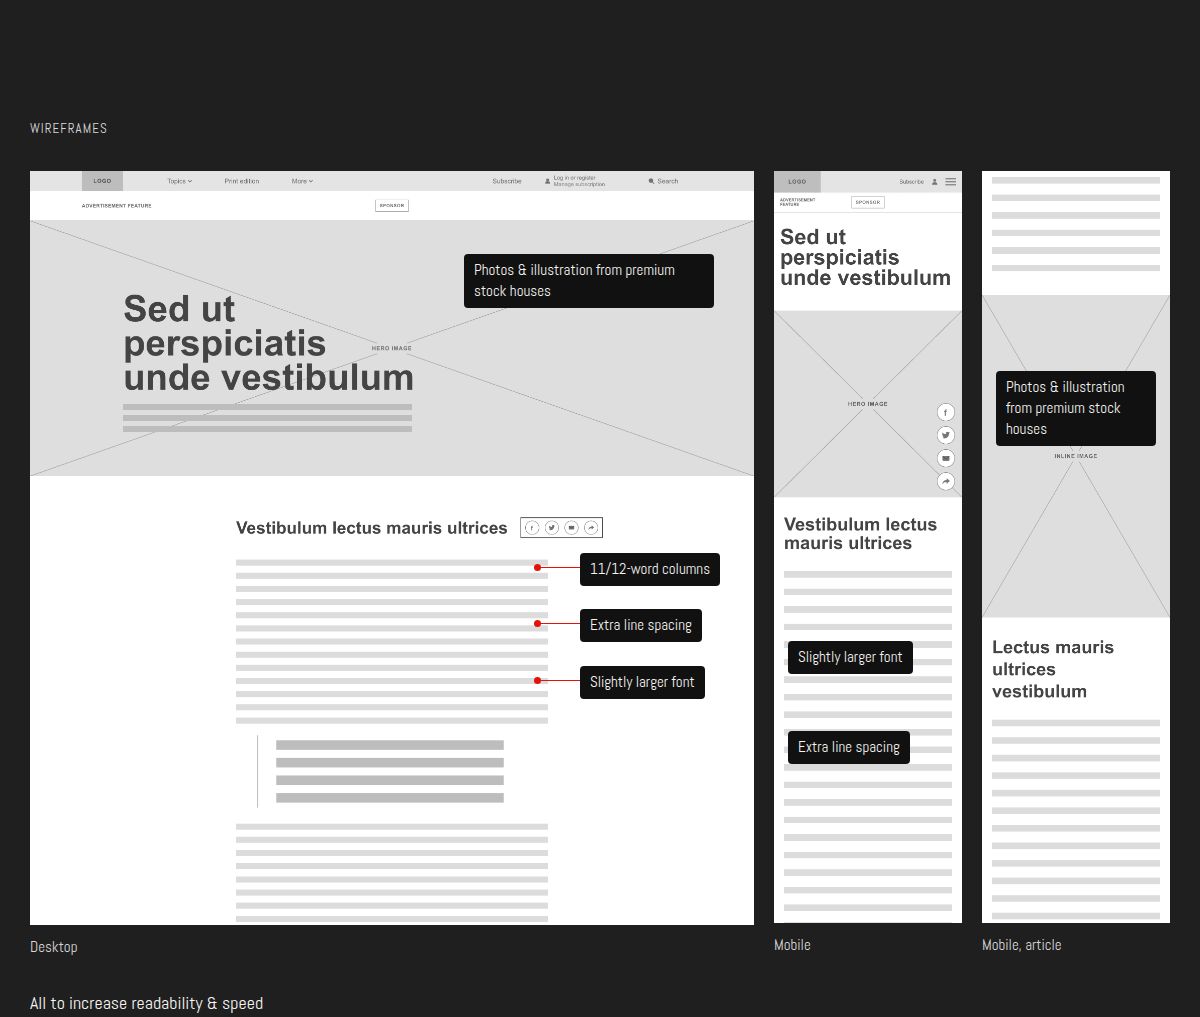 WIREFRAMES
LOGO
Topics
Print edition
More
Subscribe
Log in or register
Manage subscription
Search
ADVERTISEMENT FEATURE
SPONSOR
Photos & illustration from premium
stock houses
Sed ut
perspiciatis
unde vestibulum
HERO IMAGE
Vestibulum lectus mauris ultrices
11/12-word columns
Extra line spacing
Slightly larger font
Desktop
LOGO
Subscribe
ADVERTISEMENT
FEATURE
SPONSOR
Sed ut
perspiciatis
unde vestibulum
HERO IMAGE
Vestibulum lectus
mauris ultrices
Slightly larger font
Extra line spacing
Mobile
Photos & illustration
from premium stock
houses
INLINE IMAGE
Lectus mauris
ultrices
vestibulum
Mobile, article
All to increase readability & speed